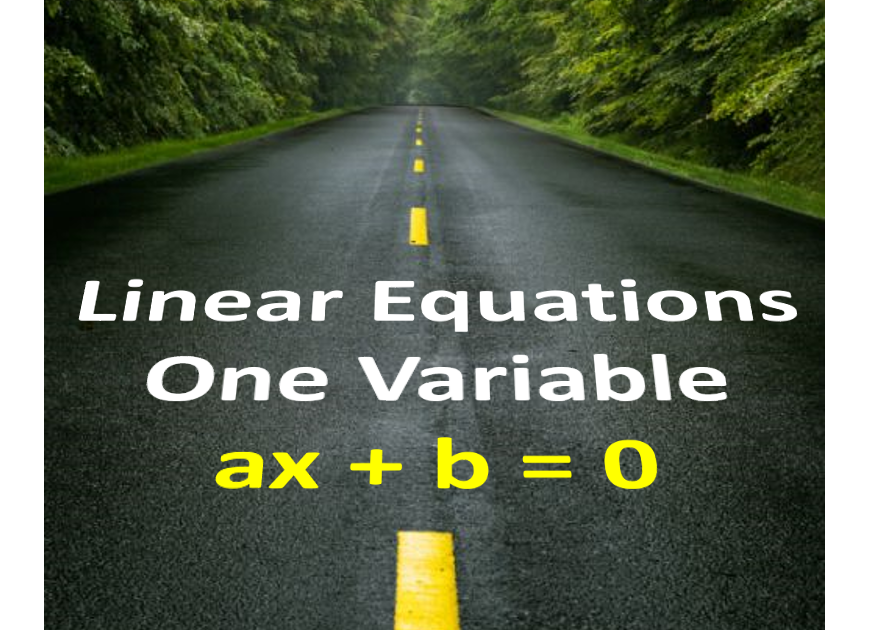 Linear Equations
One Variable
ax + b = 0